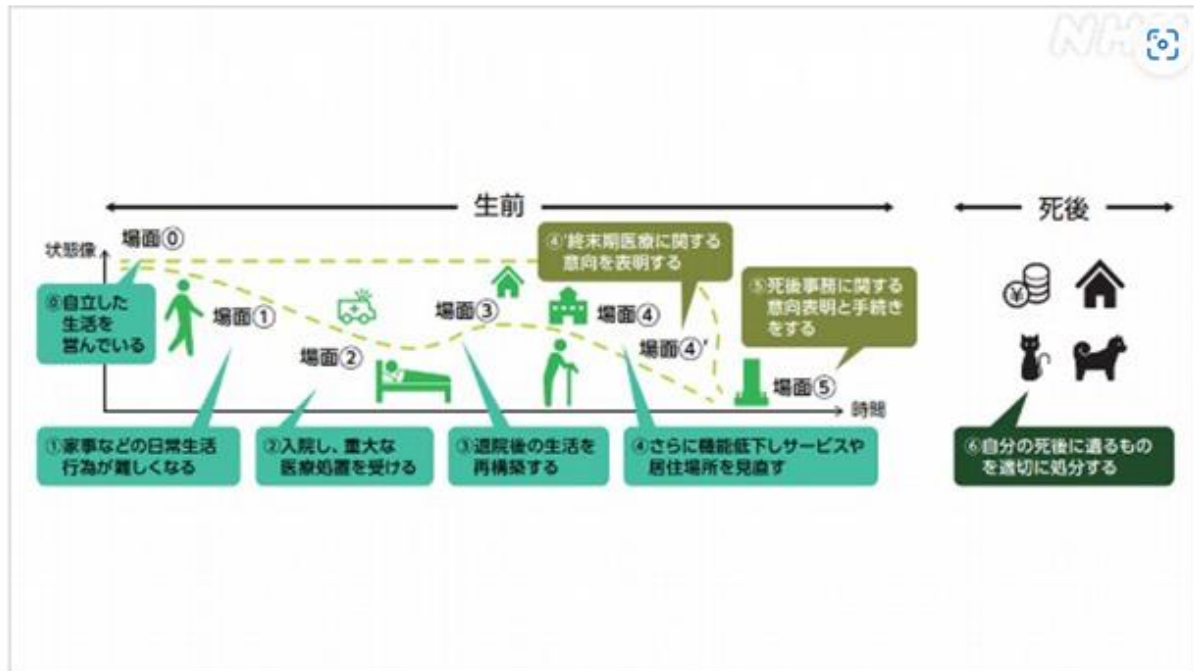 NHK
生前
死後
状態像
場面⓪
⓪自立した
生活を
営んでいる
場面①
場面②
場面③
場面④
場面④’
場面⑤
④’終末期医療に関する
意向を表明する
⑤死後事務に関する
意向表明と手続き
をする
時間
①家事などの日常生活
行為が難しくなる
②入院し、重大な
医療処置を受ける
③退院後の生活を
再構築する
④さらに機能低下しサービスや
居住場所を見直す
¥
⑥自分の死後に遺るもの
を適切に処分する